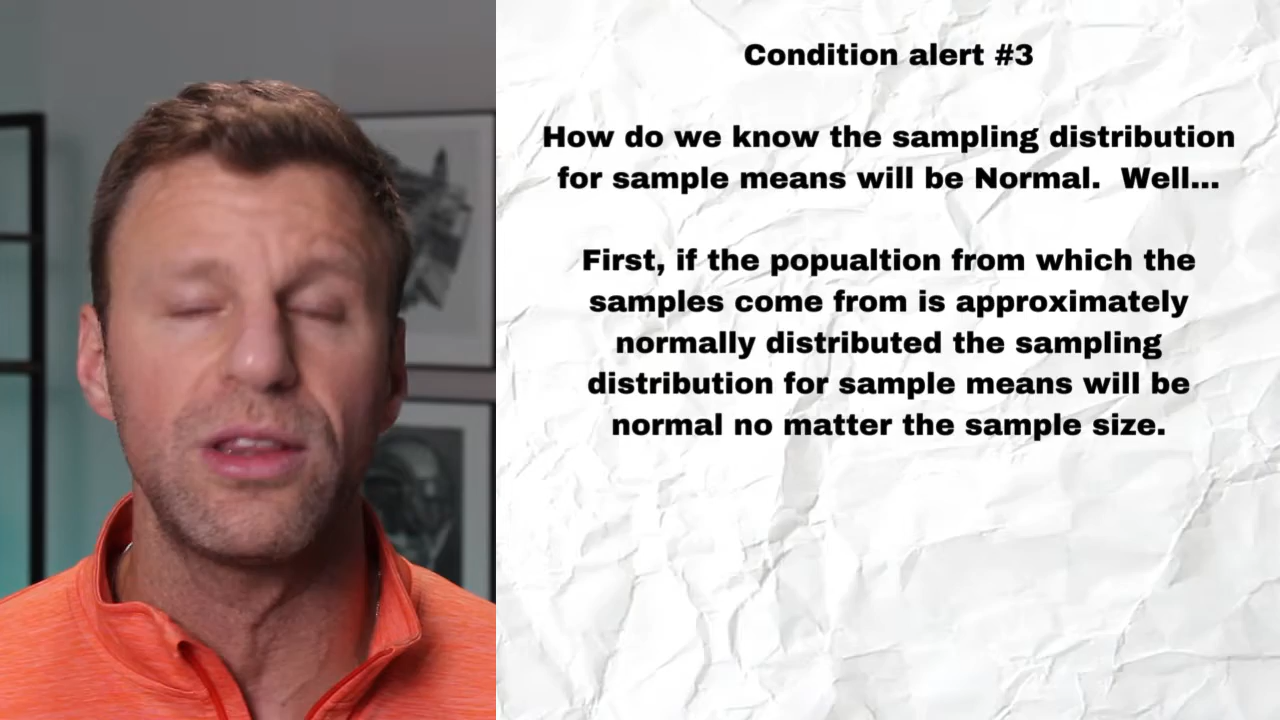 Condition alert #3
How do we know the sampling distribution
for sample means will be Normal.  Well...
First, if the popualtion from which the
samples come from is approximately
normally distributed the sampling
distribution for sample means will be
normal no matter the sample size.